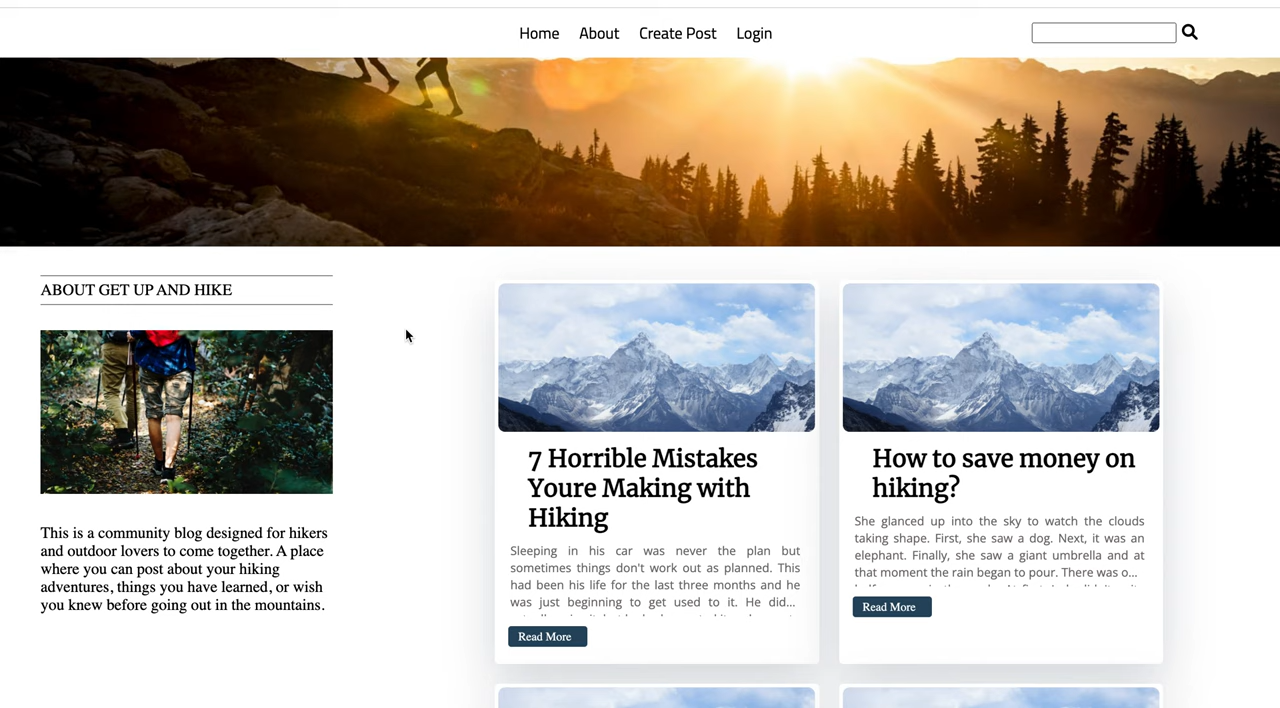 Home About Create Post Login
ABOUT GET UP AND HIKE
This is a community blog designed for hikers
and outdoor lovers to come together. A place
where you can post about your hiking
adventures, things you have learned, or wish
you knew before going out in the mountains.
7 Horrible Mistakes
Youre Making with
Hiking
Sleeping in his car was never the plan but
sometimes things don't work out as planned. This
had been his life for the last three months and he
was just beginning to get used to it. He did...
Read More
How to save money on
hiking?
She glanced up into the sky to watch the clouds
taking shape. First, she saw a dog. Next, it was an
elephant. Finally, she saw a giant umbrella and at
that moment the rain began to pour. There was o...
Read More